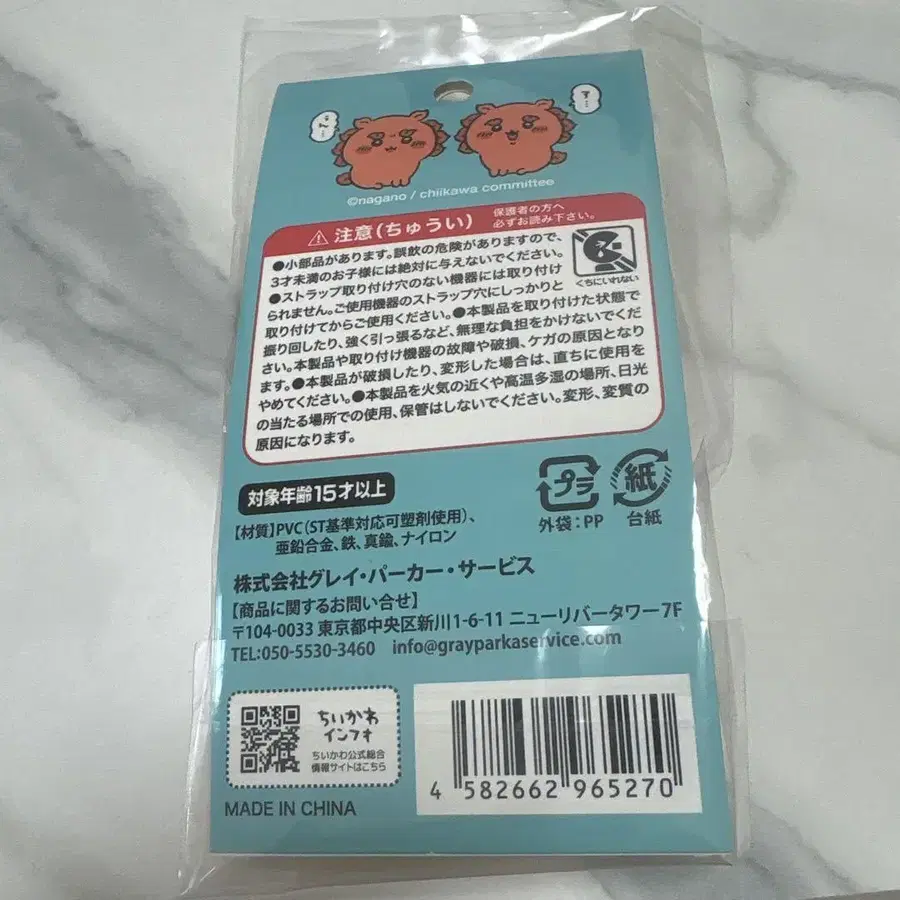 ん…
す…
©nagano / chiikawa committee
注意(ちゅうい)
保護者の方へ
必ずお読み下さい。
●小部品があります。誤飲の危険がありますので、
3才未満のお子様には絶対に与えないでください。
●ストラップ取り付け穴のない機器には取り付け
られません。ご使用機器のストラップ穴にしっかりと
取り付けてからご使用ください。●本製品を取り付けた状態で
振り回したり、強く引っ張るなど、無理な負担をかけないでくだ
さい。本製品や取り付け機器の故障や破損、ケガの原因となり
ます。●本製品が破損したり、変形した場合は、直ちに使用を
やめてください。●本製品を火気の近くや高温多湿の場所、日光
の当たる場所での使用、保管はしないでください。変形、変質の
原因になります。
くちにいれない
対象年齢15才以上
プラ
外袋:PP
紙
台紙
【材質】PVC(ST基準対応可塑剤使用)、
亜鉛合金、鉄、真鍮、ナイロン
株式会社グレイ・パーカー・サービス
【商品に関するお問い合せ】
〒104-0033 東京都中央区新川1-6-11 ニューリバータワー7F
TEL:050-5530-3460 info@grayparkaservice.com
ちいかわ
インフォ
ちいかわ公式総合
情報サイトはこちら
MADE IN CHINA
4 582662 965270